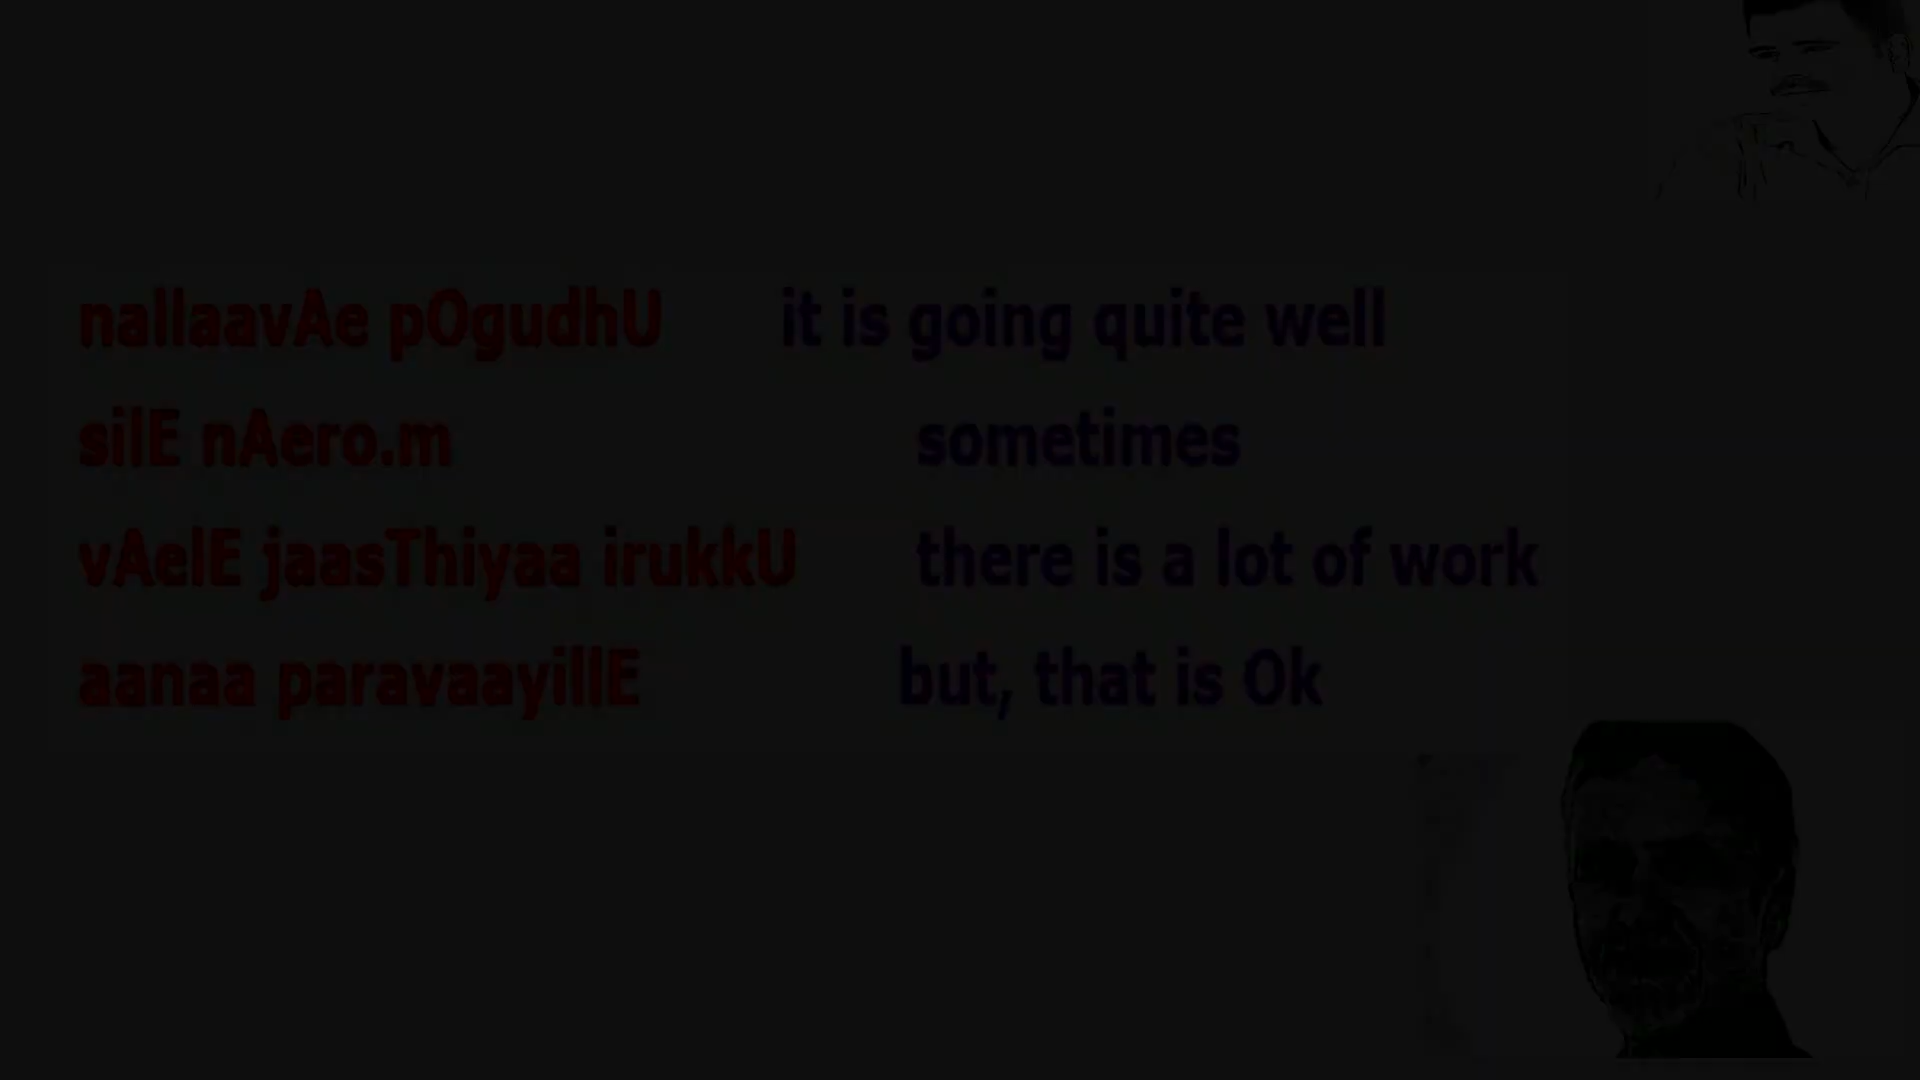 nallaavAe pOgudhU it is going quite well
silE nAero.m sometimes
vAelE jaasThiyaa irukkU there is a lot of work
aanaa paravaayillE but, that is Ok